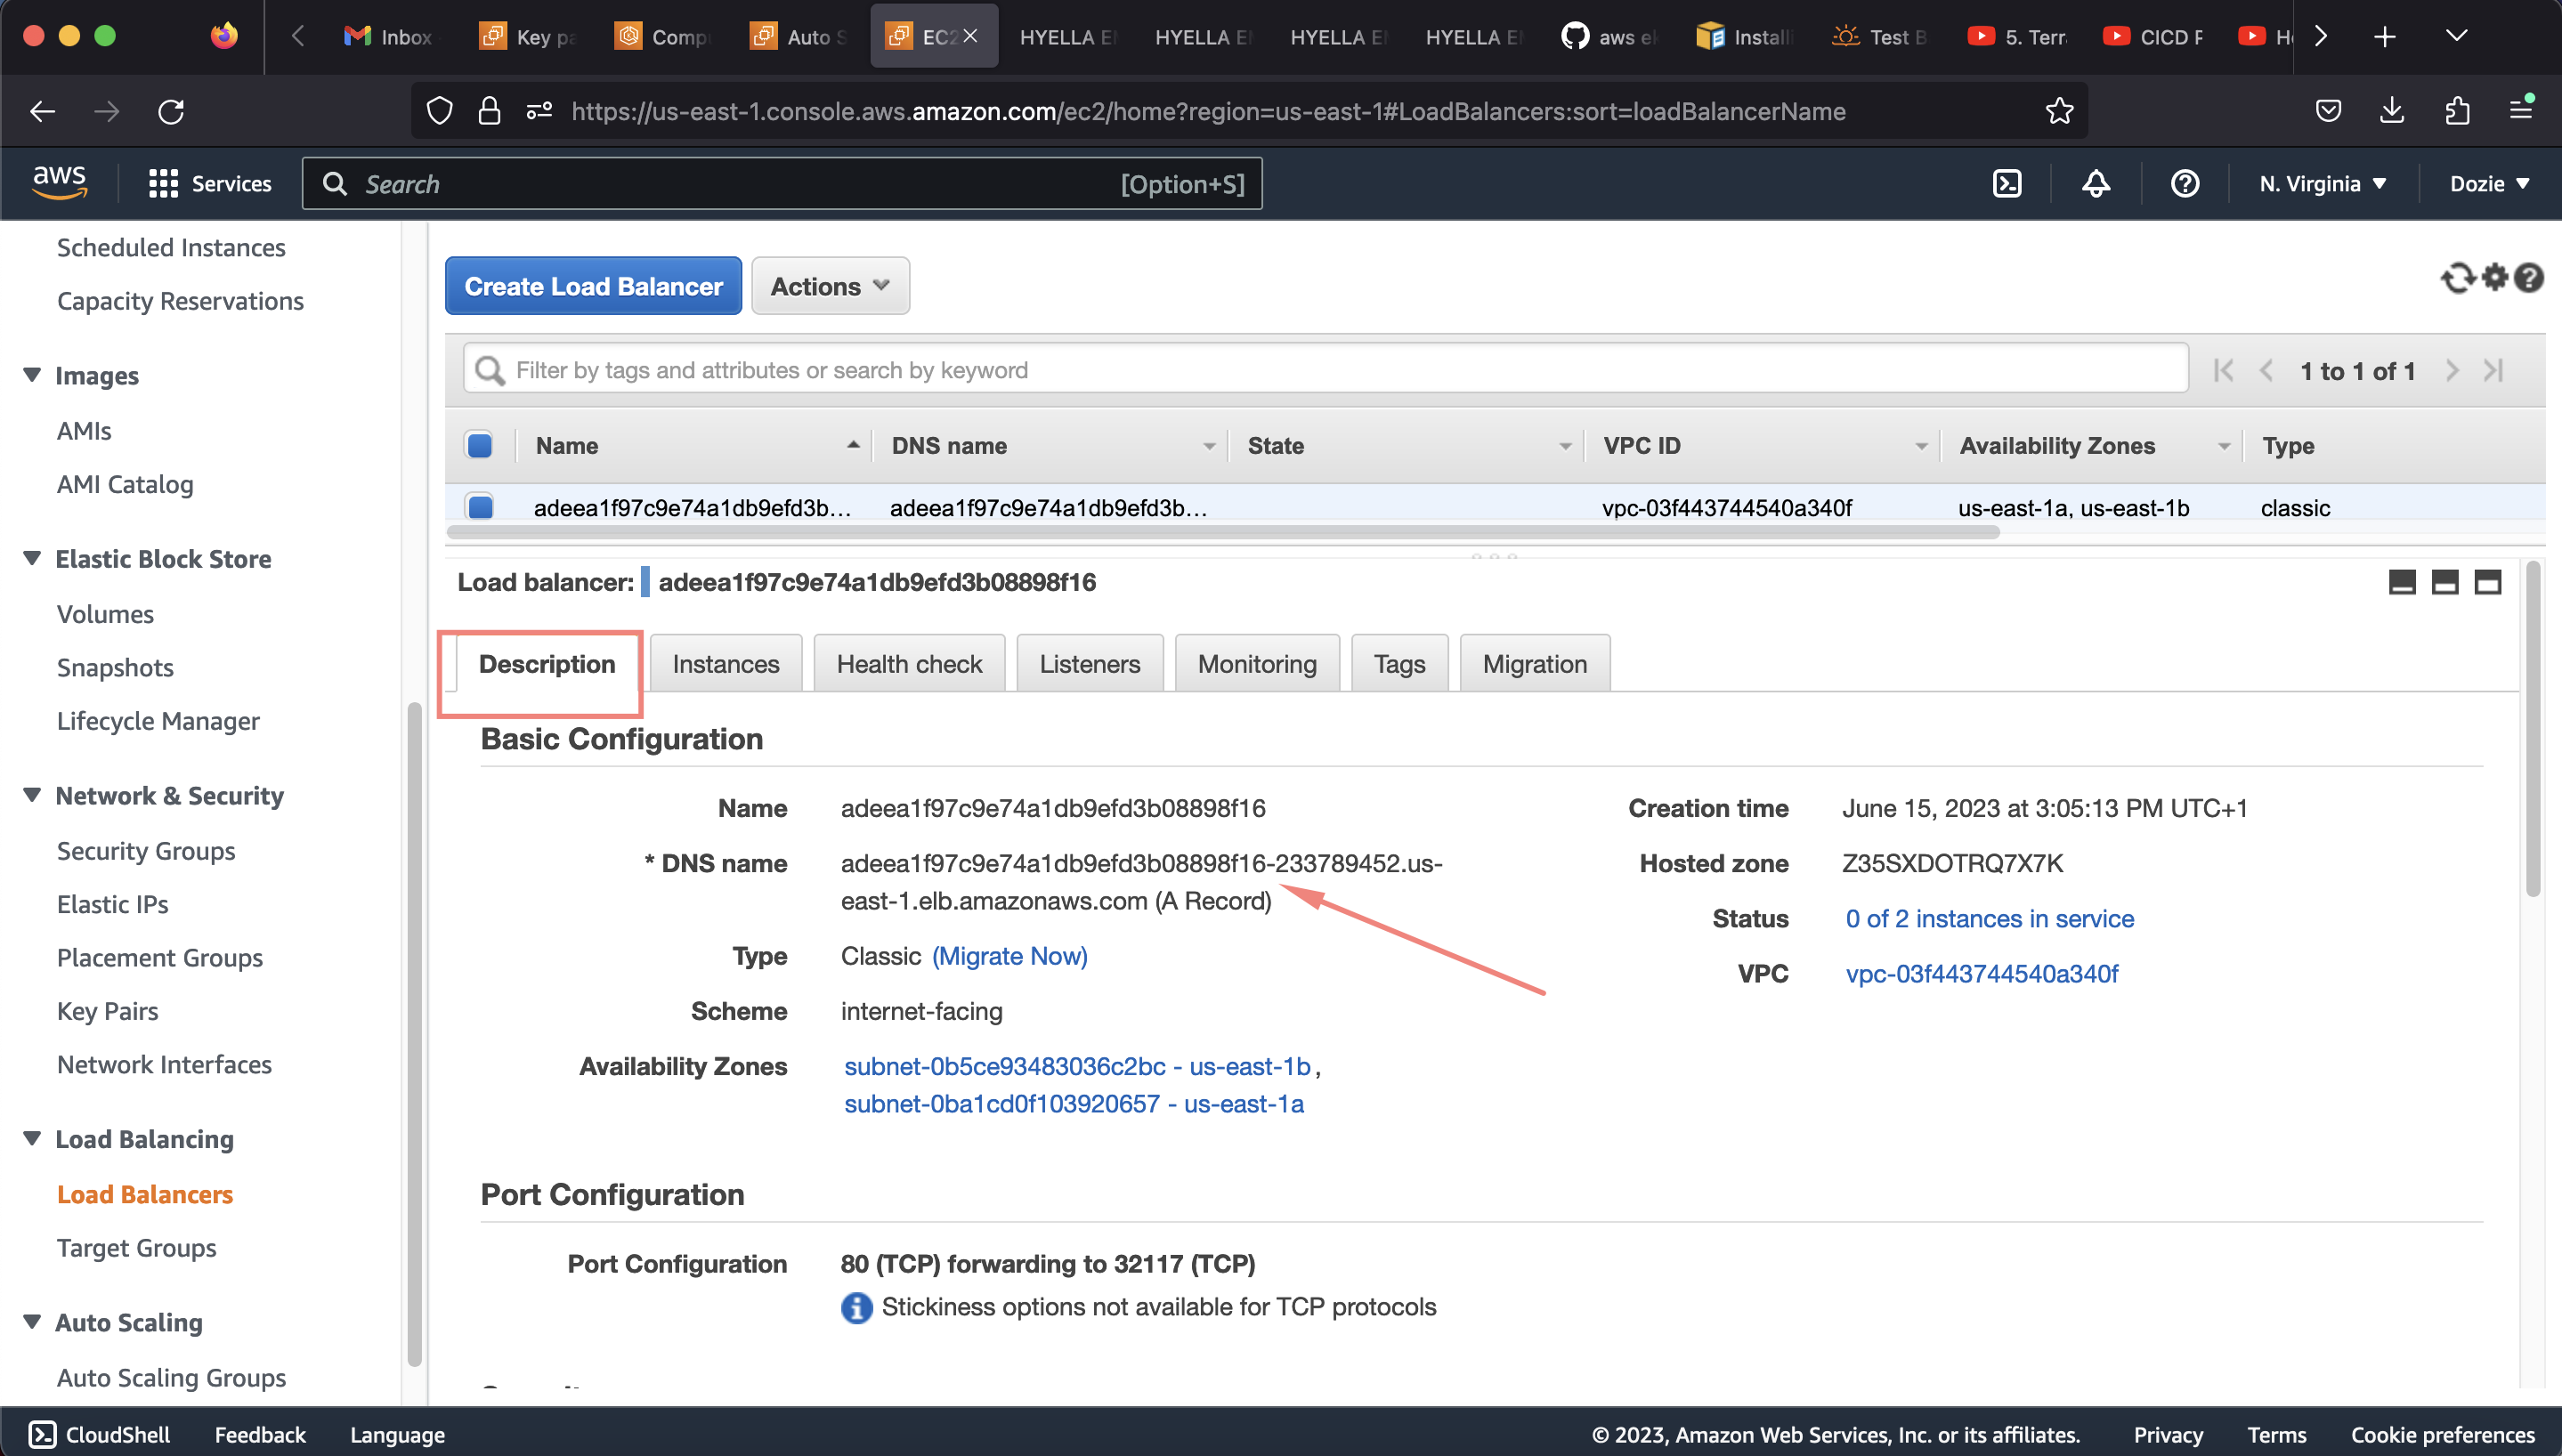 Inbox
Key pa
Comp
Auto S
EC2
HYELLA E
HYELLA E
HYELLA E
HYELLA E
aws ek
Install
Test B
5. Terr
CICD P
https://us-east-1.console.aws.amazon.com/ec2/home?region=us-east-1#LoadBalancers:sort=loadBalancerName
aws
Services
Search
[Option+S]
N. Virginia
Dozie
Scheduled Instances
Capacity Reservations
Images
AMIs
AMI Catalog
Elastic Block Store
Volumes
Snapshots
Lifecycle Manager
Network & Security
Security Groups
Elastic IPs
Placement Groups
Key Pairs
Network Interfaces
Load Balancing
Load Balancers
Target Groups
Auto Scaling
Auto Scaling Groups
Create Load Balancer
Actions
Filter by tags and attributes or search by keyword
1 to 1 of 1
Name DNS name State VPC ID Availability Zones Type
adeea1f97c9e74a1db9efd3b... adeea1f97c9e74a1db9efd3b... vpc-03f443744540a340f us-east-1a, us-east-1b classic
Load balancer: adeea1f97c9e74a1db9efd3b08898f16
Description Instances Health check Listeners Monitoring Tags Migration
Basic Configuration
Name adeea1f97c9e74a1db9efd3b08898f16
* DNS name adeea1f97c9e74a1db9efd3b08898f16-233789452.us-
east-1.elb.amazonaws.com (A Record)
Type Classic (Migrate Now)
Scheme internet-facing
Availability Zones subnet-0b5ce93483036c2bc - us-east-1b,
subnet-0ba1cd0f103920657 - us-east-1a
Creation time June 15, 2023 at 3:05:13 PM UTC+1
Hosted zone Z35SXDOTRQ7X7K
Status 0 of 2 instances in service
VPC vpc-03f443744540a340f
Port Configuration
Port Configuration 80 (TCP) forwarding to 32117 (TCP)
Stickiness options not available for TCP protocols
CloudShell Feedback Language
© 2023, Amazon Web Services, Inc. or its affiliates. Privacy Terms Cookie preferences